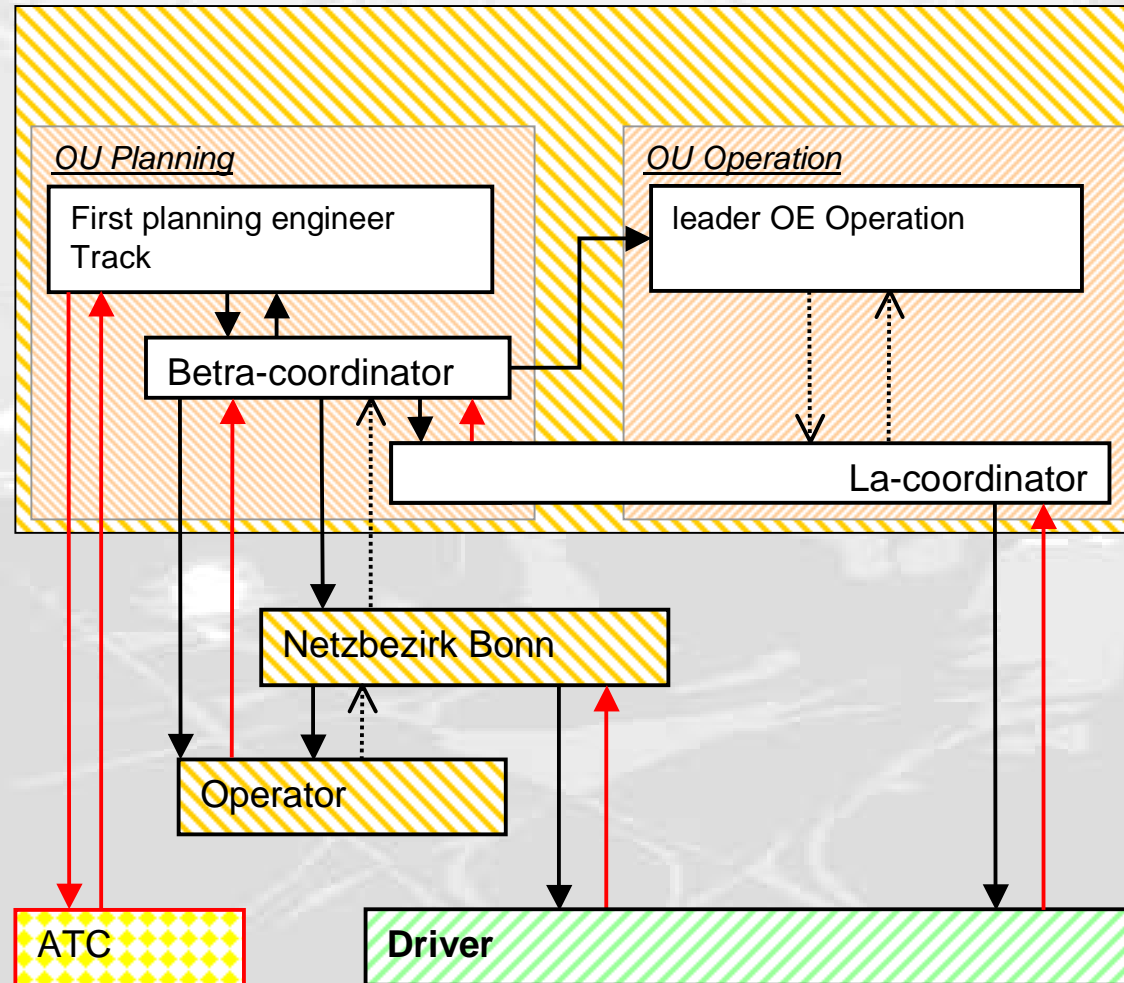 OU Planning
OU Operation
First planning engineer
Track
leader OE Operation
Betra-coordinator
La-coordinator
Netzbezirk Bonn
Operator
ATC
Driver